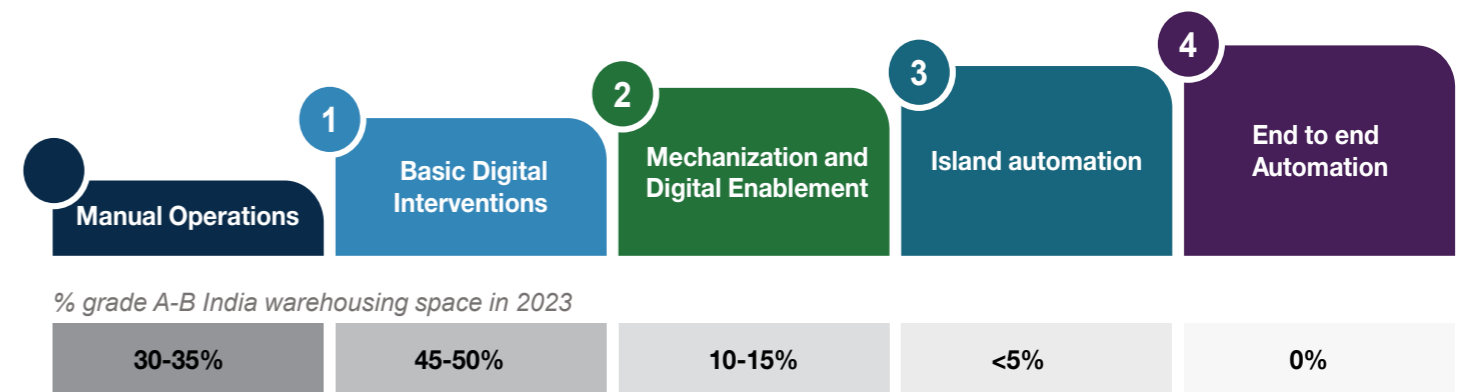 Manual Operations
1
Basic Digital
Interventions
2
Mechanization and
Digital Enablement
3
Island automation
4
End to end
Automation
% grade A-B India warehousing space in 2023
30-35%
45-50%
10-15%
<5%
0%